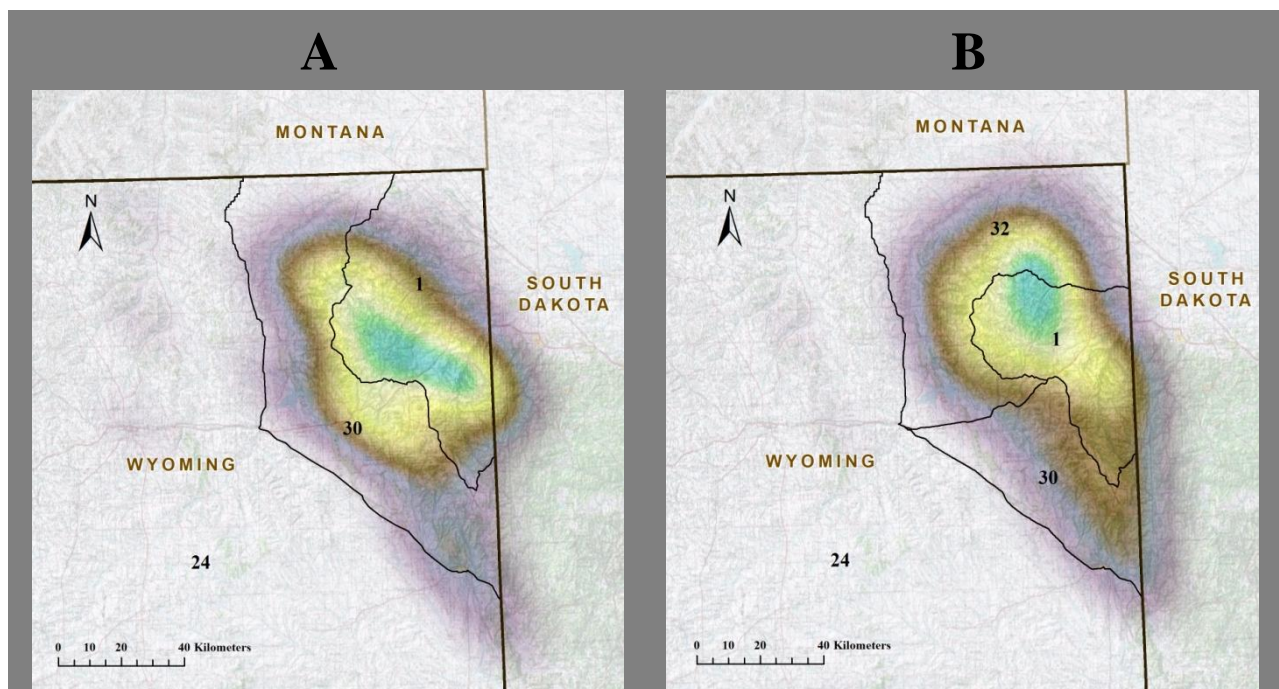 A
B
MONTANA
N
1
SOUTH
DAKOTA
30
WYOMING
24
0 10 20 40 Kilometers
MONTANA
N
32
SOUTH
DAKOTA
1
WYOMING
30
24
0 10 20 40 Kilometers